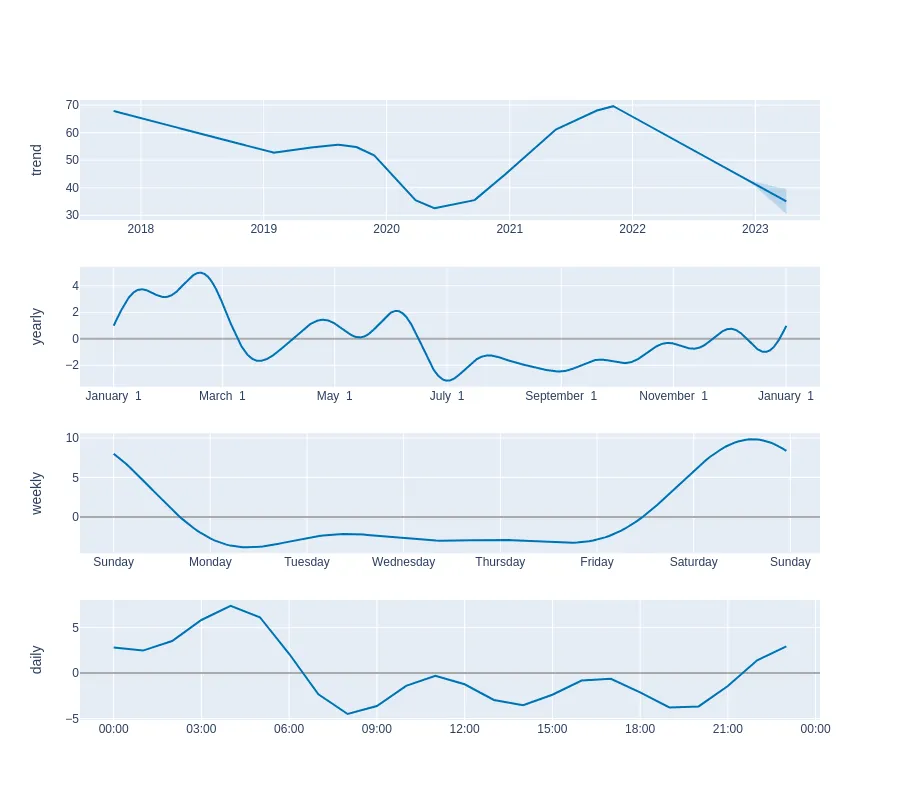 trend
70
60
50
40
30
2018 2019 2020 2021 2022 2023
yearly
4
2
0
−2
January 1 March 1 May 1 July 1 September 1 November 1 January 1
weekly
10
5
0
Sunday Monday Tuesday Wednesday Thursday Friday Saturday Sunday
daily
5
0
−5
00:00 03:00 06:00 09:00 12:00 15:00 18:00 21:00 00:00